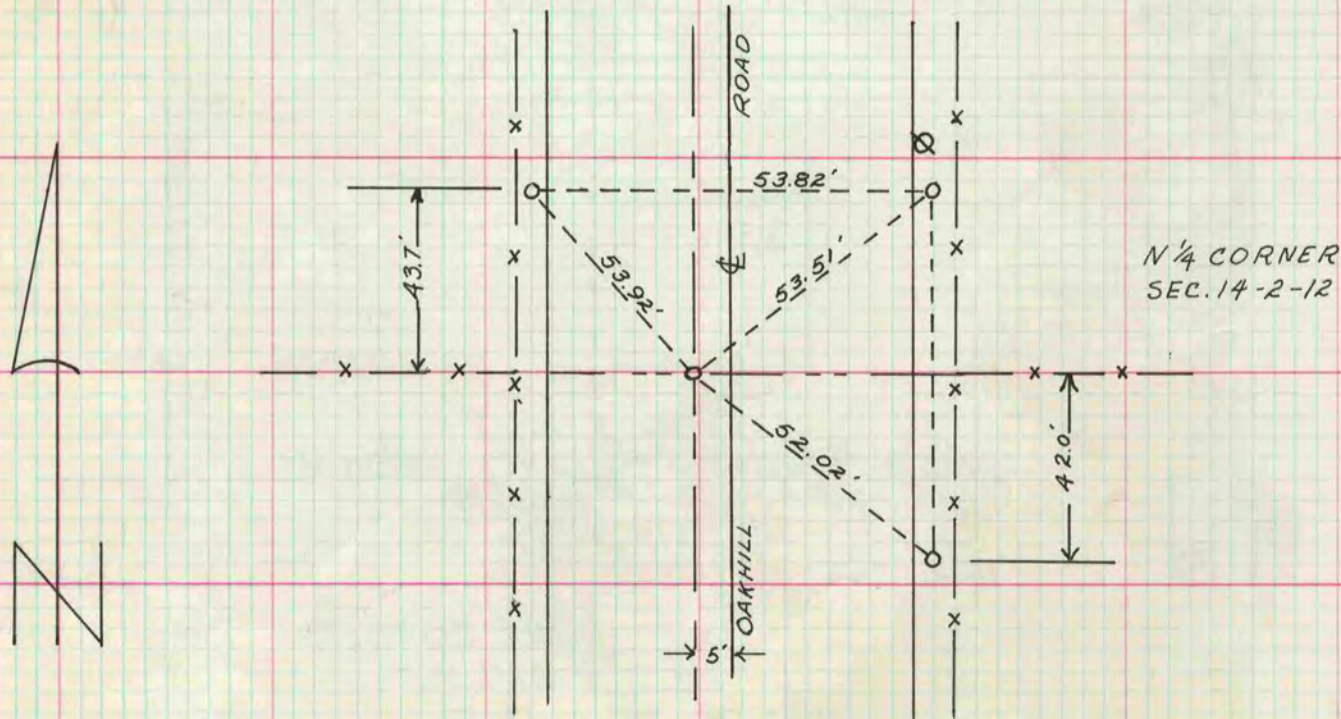 ROAD
53.82'
43.7'
53.92'
℄
53.51'
N 1/4 CORNER
SEC. 14-2-12
52.02'
42.0'
OAKHILL
5'
N